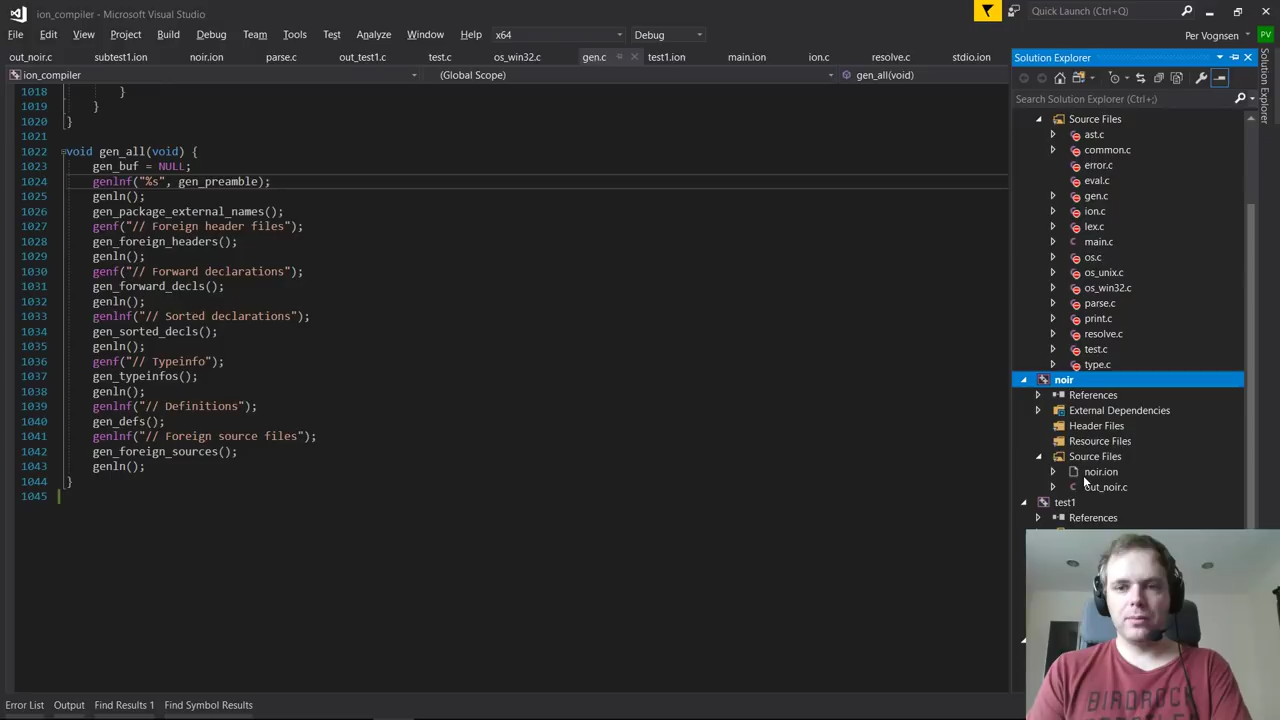 ion_compiler - Microsoft Visual Studio
Quick Launch (Ctrl+Q)
File Edit View Project Build Debug Team Tools Test Analyze Window Help x64 Debug
Per Vognsen PV
out_noir.c subtest1.ion noir.ion parse.c out_test1.c test.c os_win32.c gen.c test1.ion main.ion ion.c resolve.c stdio.ion
ion_compiler (Global Scope) gen_all(void)
1018 }
1019 }
1020 }
1021
1022 void gen_all(void) {
1023 gen_buf = NULL;
1024 genlnf("%s", gen_preamble);
1025 genln();
1026 gen_package_external_names();
1027 genf("// Foreign header files");
1028 gen_foreign_headers();
1029 genln();
1030 genf("// Forward declarations");
1031 gen_forward_decls();
1032 genln();
1033 genlnf("// Sorted declarations");
1034 gen_sorted_decls();
1035 genln();
1036 genf("// Typeinfo");
1037 gen_typeinfos();
1038 genln();
1039 genlnf("// Definitions");
1040 gen_defs();
1041 genlnf("// Foreign source files");
1042 gen_foreign_sources();
1043 genln();
1044 }
1045
Solution Explorer
Search Solution Explorer (Ctrl+;)
Source Files
ast.c
common.c
error.c
eval.c
gen.c
ion.c
lex.c
main.c
os.c
os_unix.c
os_win32.c
parse.c
print.c
resolve.c
test.c
type.c
noir
References
External Dependencies
Header Files
Resource Files
Source Files
noir.ion
out_noir.c
test1
References
Solution Explorer
BIRDROCK
Error List Output Find Results 1 Find Symbol Results